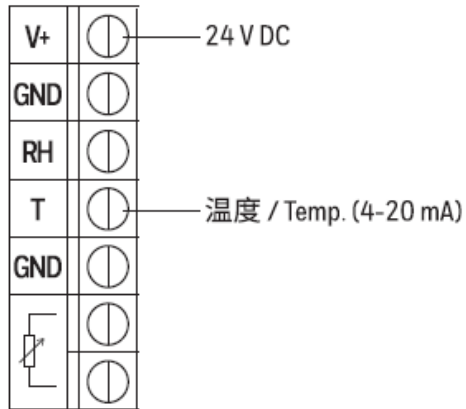 V+ 24 V DC
GND
RH
T 温度 / Temp. (4-20 mA)
GND